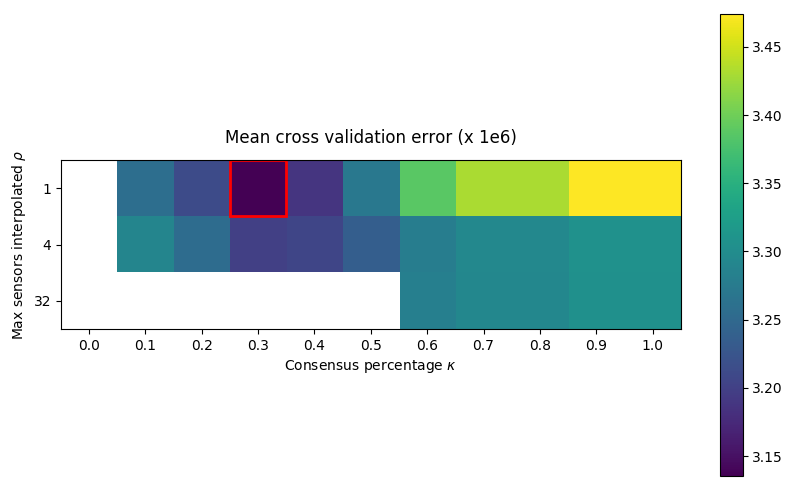 Mean cross validation error (x 1e6)
Max sensors interpolated ρ
1
4
32
0.0 0.1 0.2 0.3 0.4 0.5 0.6 0.7 0.8 0.9 1.0
Consensus percentage κ
3.45
3.40
3.35
3.30
3.25
3.20
3.15